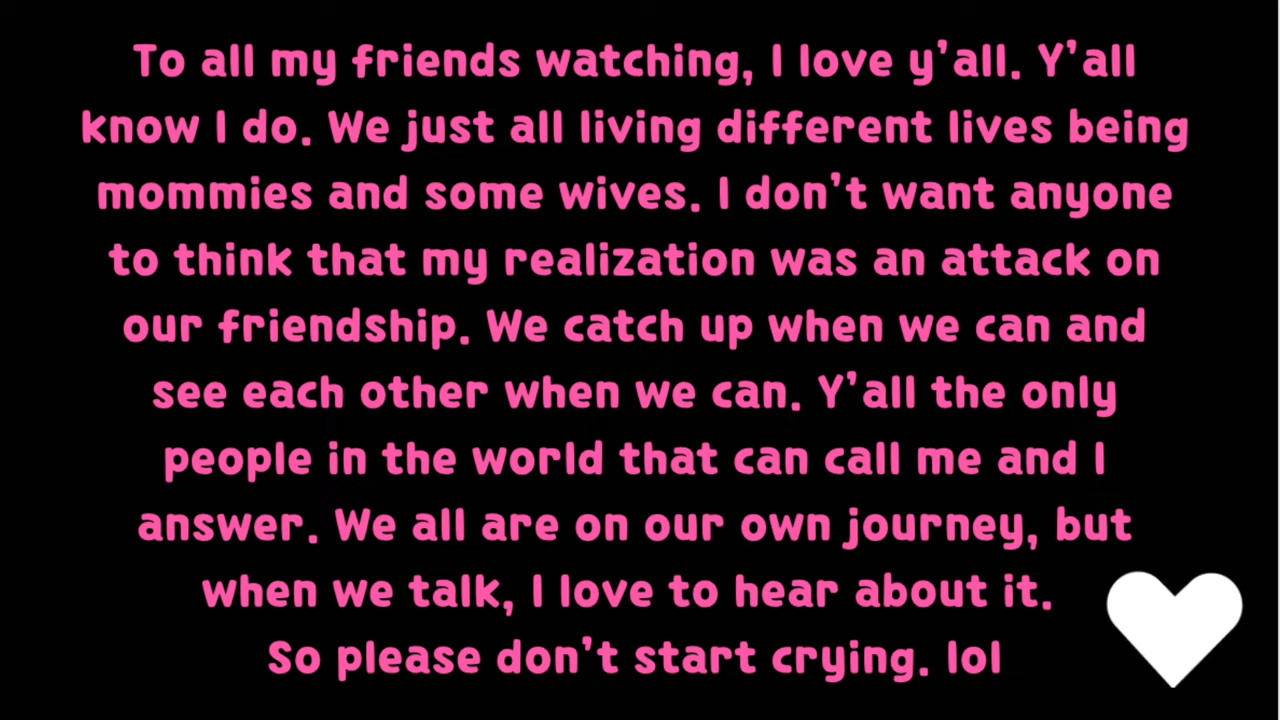 To all my friends watching, I love y'all. Y'all
know I do. We just all living different lives being
mommies and some wives. I don't want anyone
to think that my realization was an attack on
our friendship. We catch up when we can and
see each other when we can. Y'all the only
people in the world that can call me and I
answer. We all are on our own journey, but
when we talk, I love to hear about it.
So please don't start crying. lol